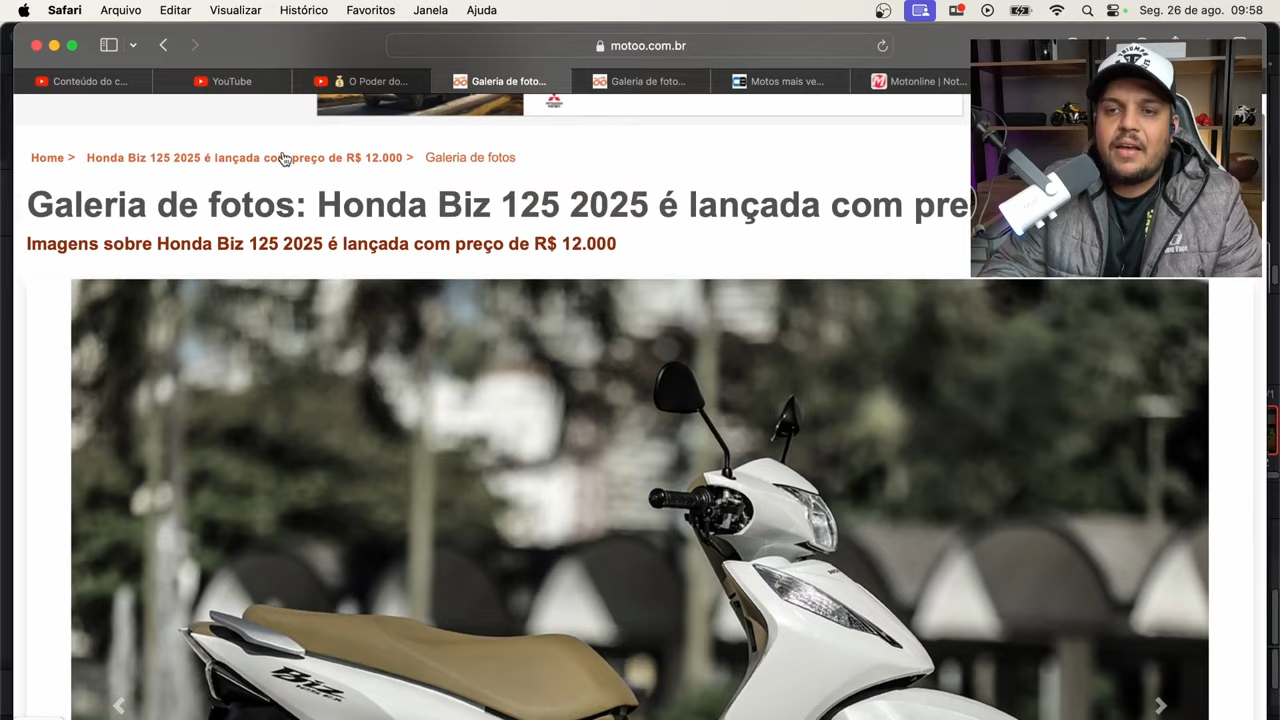 Safari Arquivo Editar Visualizar Histórico Favoritos Janela Ajuda Seg. 26 de ago. 09:58
motoo.com.br
Conteúdo do c... YouTube 💰 O Poder do... Galeria de foto... Galeria de foto... Motos mais ve... Motonline | Not...
Home > Honda Biz 125 2025 é lançada com preço de R$ 12.000 > Galeria de fotos
Galeria de fotos: Honda Biz 125 2025 é lançada com pre
Imagens sobre Honda Biz 125 2025 é lançada com preço de R$ 12.000
TRIUMPH
Biz